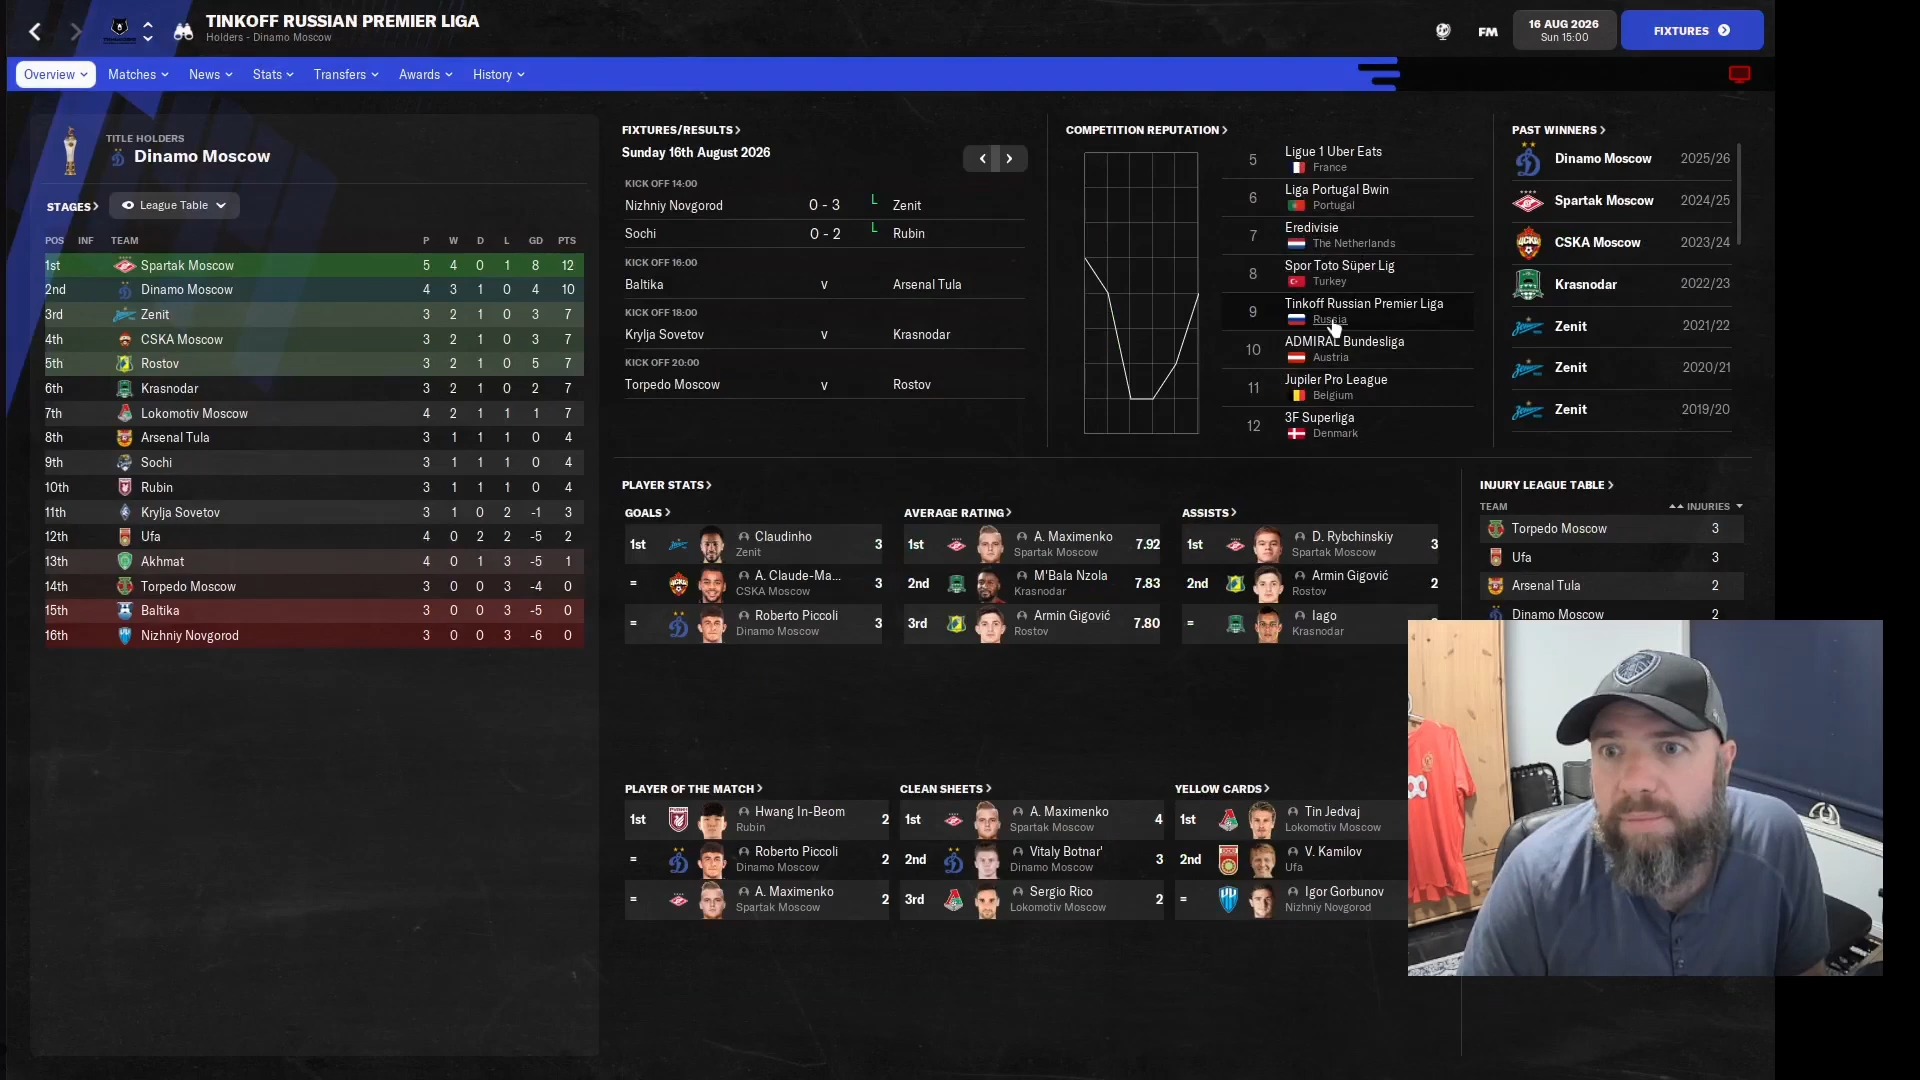 TINKOFF RUSSIAN PREMIER LIGA
Holders - Dinamo Moscow
FM
16 AUG 2026
Sun 15:00
FIXTURES
Overview
Matches
News
Stats
Transfers
Awards
History
TITLE HOLDERS
Dinamo Moscow
STAGES
League Table
POS INF TEAM P W D L GD PTS
1st Spartak Moscow 5 4 0 1 8 12
2nd Dinamo Moscow 4 3 1 0 4 10
3rd Zenit 3 2 1 0 3 7
4th CSKA Moscow 3 2 1 0 3 7
5th Rostov 3 2 1 0 5 7
6th Krasnodar 3 2 1 0 2 7
7th Lokomotiv Moscow 4 2 1 1 1 7
8th Arsenal Tula 3 1 1 1 0 4
9th Sochi 3 1 1 1 0 4
10th Rubin 3 1 1 1 0 4
11th Krylja Sovetov 3 1 0 2 -1 3
12th Ufa 4 0 2 2 -5 2
13th Akhmat 4 0 1 3 -5 1
14th Torpedo Moscow 3 0 0 3 -4 0
15th Baltika 3 0 0 3 -5 0
16th Nizhniy Novgorod 3 0 0 3 -6 0
FIXTURES/RESULTS
Sunday 16th August 2026
KICK OFF 14:00
Nizhniy Novgorod 0 - 3 L Zenit
Sochi 0 - 2 L Rubin
KICK OFF 16:00
Baltika v Arsenal Tula
KICK OFF 18:00
Krylja Sovetov v Krasnodar
KICK OFF 20:00
Torpedo Moscow v Rostov
COMPETITION REPUTATION
5 Ligue 1 Uber Eats
France
6 Liga Portugal Bwin
Portugal
7 Eredivisie
The Netherlands
8 Spor Toto Süper Lig
Turkey
9 Tinkoff Russian Premier Liga
Russia
10 ADMIRAL Bundesliga
Austria
11 Jupiler Pro League
Belgium
12 3F Superliga
Denmark
PAST WINNERS
Dinamo Moscow 2025/26
Spartak Moscow 2024/25
CSKA Moscow 2023/24
Krasnodar 2022/23
Zenit 2021/22
Zenit 2020/21
Zenit 2019/20
PLAYER STATS
GOALS
1st Claudinho 3
Zenit
= A. Claude-Ma... 3
CSKA Moscow
= Roberto Piccoli 3
Dinamo Moscow
AVERAGE RATING
1st A. Maximenko 7.92
Spartak Moscow
2nd M'Bala Nzola 7.83
Krasnodar
3rd Armin Gigović 7.80
Rostov
ASSISTS
1st D. Rybchinskiy 3
Spartak Moscow
2nd Armin Gigović 2
Rostov
= Iago
Krasnodar
INJURY LEAGUE TABLE
TEAM INJURIES
Torpedo Moscow 3
Ufa 3
Arsenal Tula 2
Dinamo Moscow 2
PLAYER OF THE MATCH
1st Hwang In-Beom 2
Rubin
= Roberto Piccoli 2
Dinamo Moscow
= A. Maximenko 2
Spartak Moscow
CLEAN SHEETS
1st A. Maximenko 4
Spartak Moscow
2nd Vitaly Botnar' 3
Dinamo Moscow
3rd Sergio Rico 2
Lokomotiv Moscow
YELLOW CARDS
1st Tin Jedvaj
Lokomotiv Moscow
2nd V. Kamilov
Ufa
= Igor Gorbunov
Nizhniy Novgorod